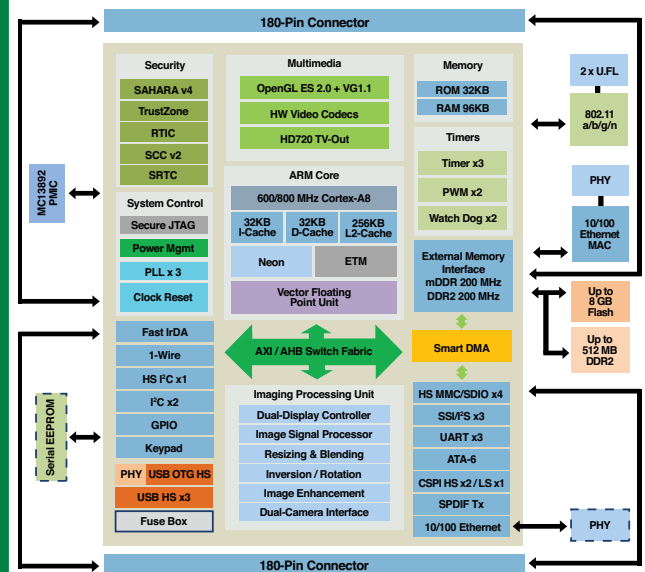 180-Pin Connector
Security
SAHARA v4
TrustZone
RTIC
SCC v2
SRTC
System Control
Secure JTAG
Power Mgmt
PLL x 3
Clock Reset
Fast IrDA
1-Wire
HS I²C x1
I²C x2
GPIO
Keypad
PHY USB OTG HS
USB HS x3
Fuse Box
MC13892
PMIC
Serial EEPROM
Multimedia
OpenGL ES 2.0 + VG1.1
HW Video Codecs
HD720 TV-Out
ARM Core
600/800 MHz Cortex-A8
32KB
I-Cache
32KB
D-Cache
256KB
L2-Cache
Neon
ETM
Vector Floating
Point Unit
AXI / AHB Switch Fabric
Imaging Processing Unit
Dual-Display Controller
Image Signal Processor
Resizing & Blending
Inversion / Rotation
Image Enhancement
Dual-Camera Interface
Memory
ROM 32KB
RAM 96KB
Timers
Timer x3
PWM x2
Watch Dog x2
External Memory
Interface
mDDR 200 MHz
DDR2 200 MHz
Smart DMA
HS MMC/SDIO x4
SSI/I²S x3
UART x3
ATA-6
CSPI HS x2 / LS x1
SPDIF Tx
10/100 Ethernet
2 x U.FL
802.11
a/b/g/n
PHY
10/100
Ethernet
MAC
Up to
8 GB
Flash
Up to
512 MB
DDR2
PHY
180-Pin Connector